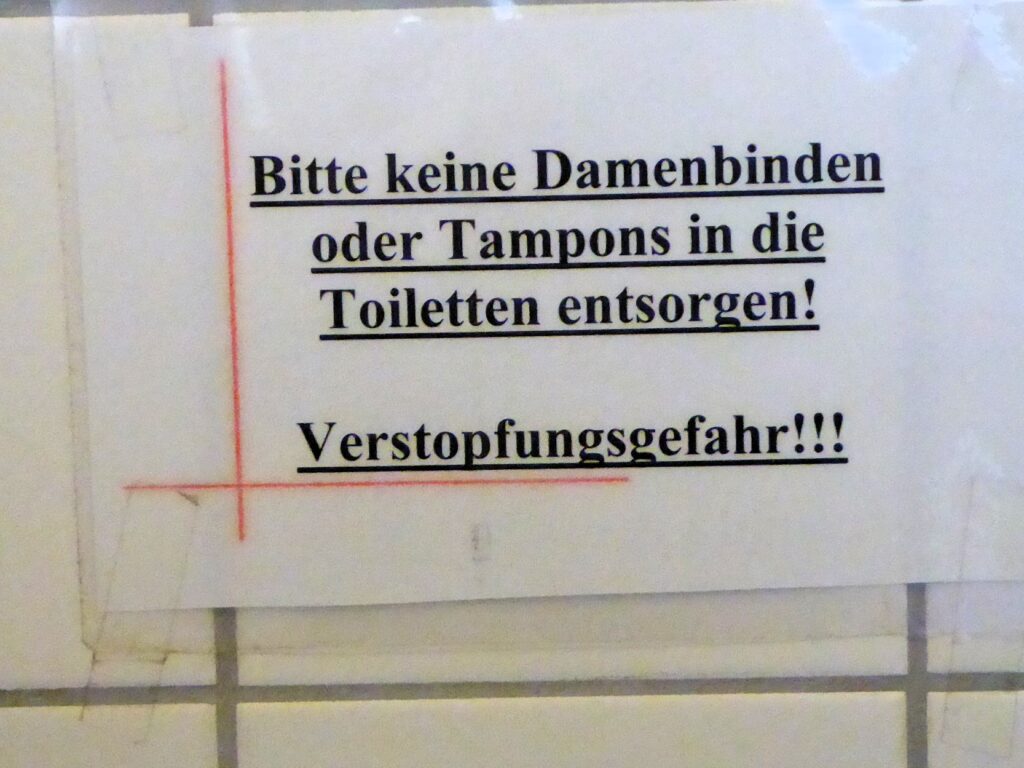 Bitte keine Damenbinden
oder Tampons in die
Toiletten entsorgen!
Verstopfungsgefahr!!!